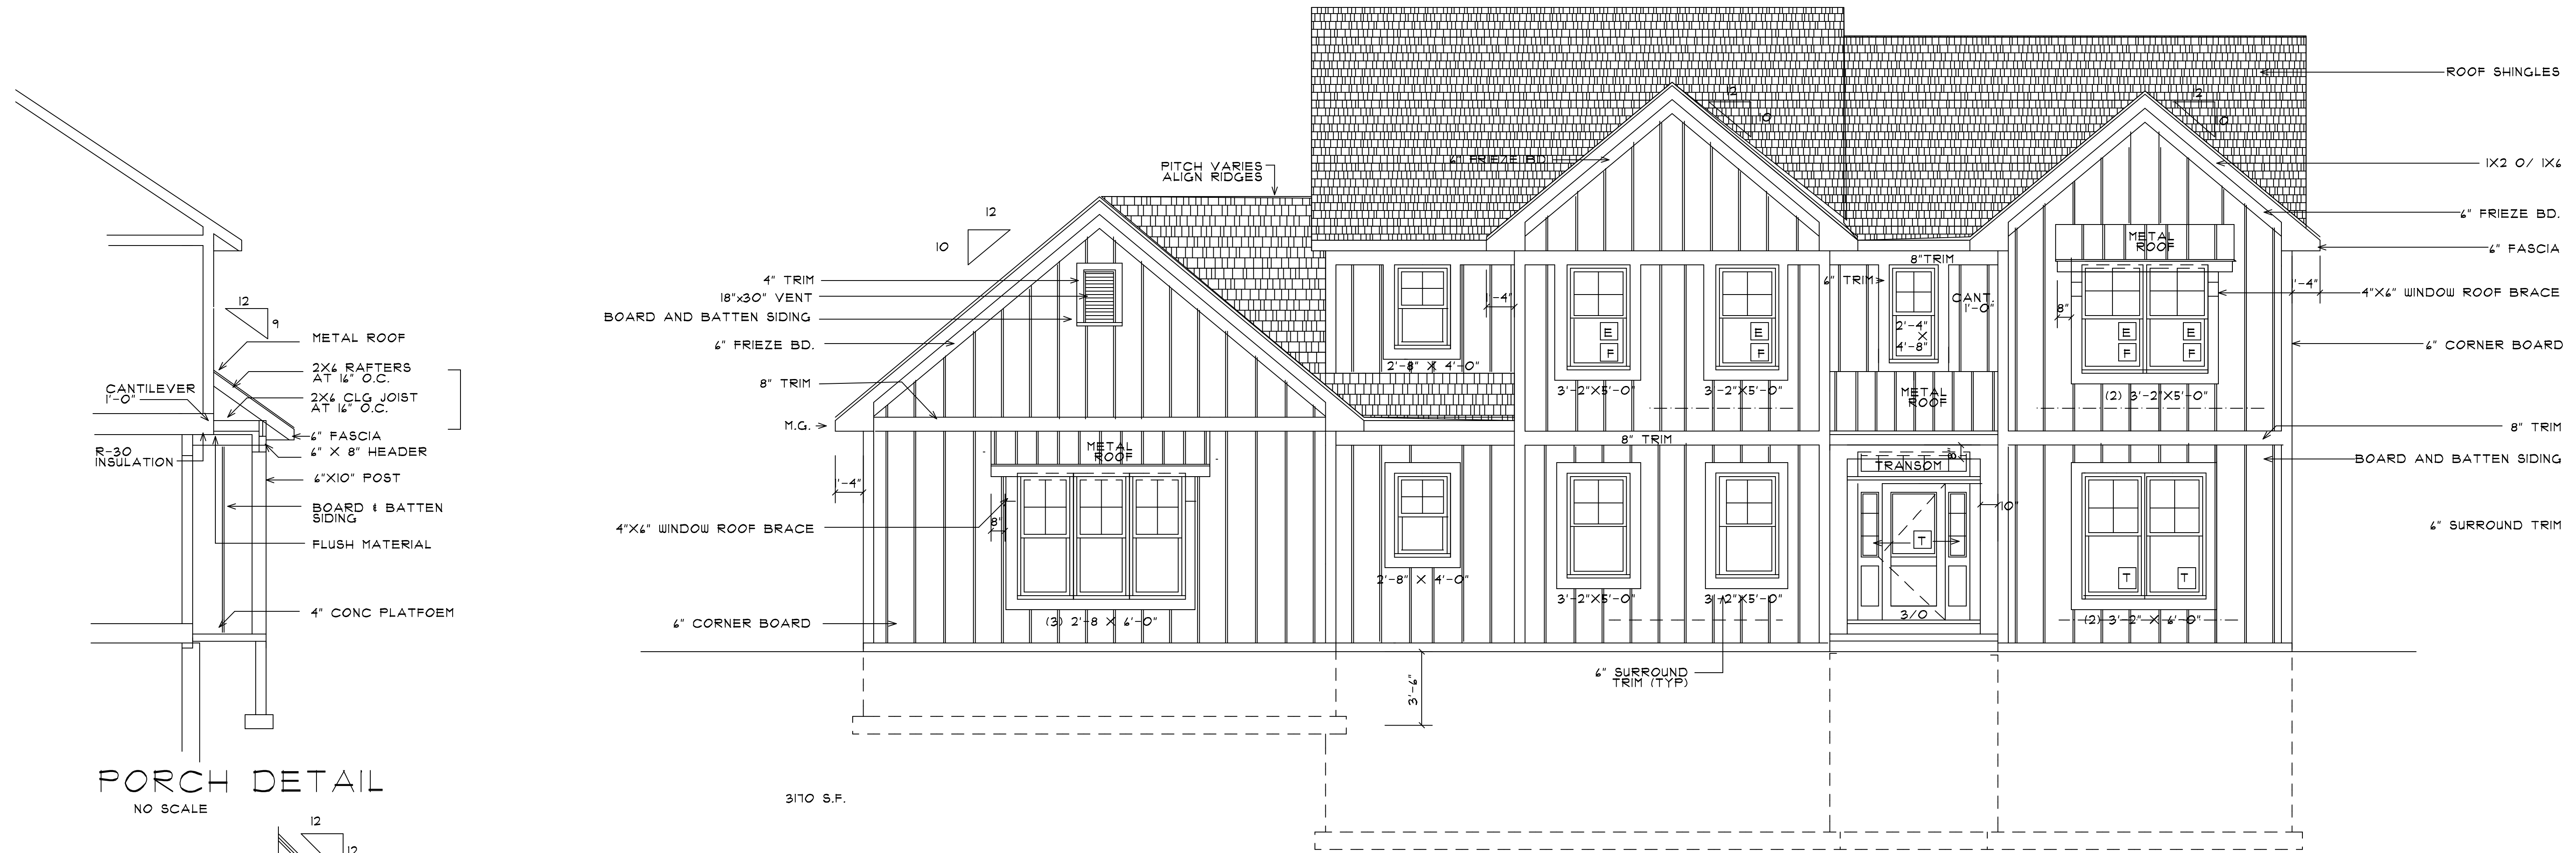 12
9
METAL ROOF
2X6 RAFTERS
AT 16" O.C.
2X6 CLG JOIST
AT 16" O.C.
CANTILEVER
1'-0"
6" FASCIA
6" X 8" HEADER
R-30
INSULATION
6"X10" POST
BOARD & BATTEN
SIDING
FLUSH MATERIAL
4" CONC PLATFOEM
PORCH DETAIL
NO SCALE
12
12
PITCH VARIES
ALIGN RIDGES
12
10
4" TRIM
18"x30" VENT
BOARD AND BATTEN SIDING
6" FRIEZE BD.
8" TRIM
M.G.
1'-4"
4"X6" WINDOW ROOF BRACE
6" CORNER BOARD
METAL
ROOF
8"
(3) 2'-8 X 6'-0"
3170 S.F.
12
10
6" FRIEZE BD
1'-4"
2'-8" X 4'-0"
E
F
3'-2"X5'-0"
E
F
3'-2"X5'-0"
8"TRIM
6" TRIM
CANT.
1'-0"
2'-4"
X
4'-8"
METAL
ROOF
8" TRIM
8"
TRANSOM
10"
T
3/0
2'-8" X 4'-0"
3'-2"X5'-0"
3'-2"X5'-0"
6" SURROUND
TRIM (TYP)
3'-6"
12
10
METAL
ROOF
8"
E
F
E
F
(2) 3'-2"X5'-0"
T
T
(2) 3'-2" X 6'-0"
1'-4"
ROOF SHINGLES
1X2 O/ 1X6
6" FRIEZE BD.
6" FASCIA
4"X6" WINDOW ROOF BRACE
6" CORNER BOARD
8" TRIM
BOARD AND BATTEN SIDING
6" SURROUND TRIM